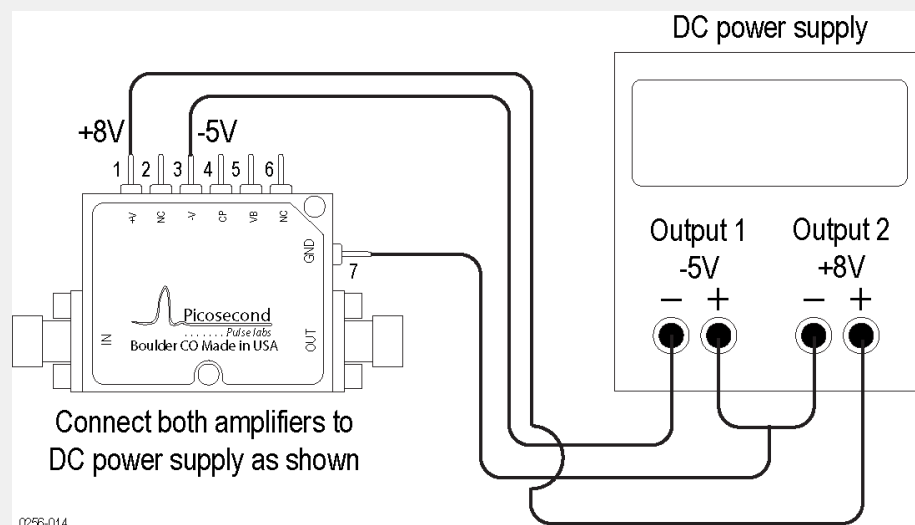 DC power supply
+8V
-5V
1 2 3 4 5 6
+V NC -V CP VB NC
GND
7
Output 1
-5V
Output 2
+8V
− +
− +
IN
OUT
Picosecond
....... Pulse labs
Boulder CO Made in USA
Connect both amplifiers to
DC power supply as shown
0256-014